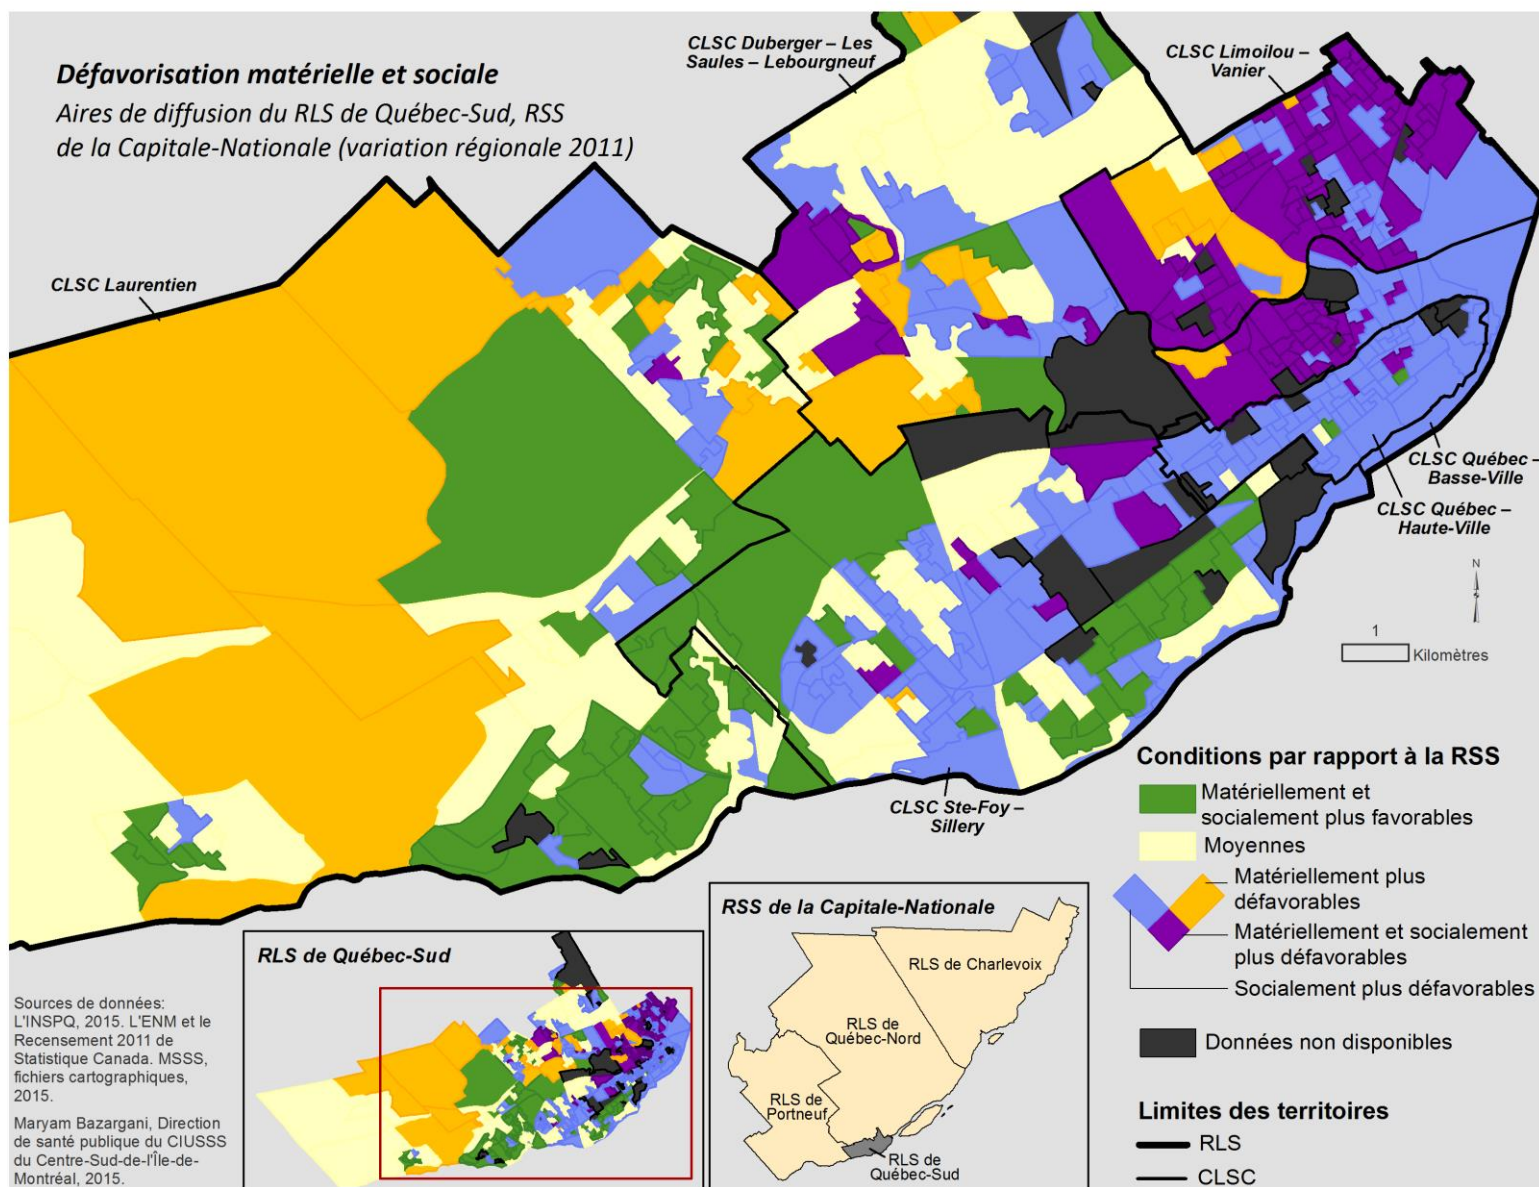 Défavorisation matérielle et sociale
Aires de diffusion du RLS de Québec-Sud, RSS
de la Capitale-Nationale (variation régionale 2011)
CLSC Duberger – Les
Saules – Lebourgneuf
CLSC Limoilou –
Vanier
CLSC Laurentien
CLSC Québec –
Basse-Ville
CLSC Québec –
Haute-Ville
N
1
Kilomètres
CLSC Ste-Foy –
Sillery
Conditions par rapport à la RSS
Matériellement et
socialement plus favorables
Moyennes
Matériellement plus
défavorables
Matériellement et socialement
plus défavorables
Socialement plus défavorables
Données non disponibles
Limites des territoires
RLS
CLSC
RLS de Québec-Sud
RSS de la Capitale-Nationale
RLS de Charlevoix
RLS de
Québec-Nord
RLS de
Portneuf
RLS de
Québec-Sud
Sources de données:
L'INSPQ, 2015. L'ENM et le
Recensement 2011 de
Statistique Canada. MSSS,
fichiers cartographiques,
2015.
Maryam Bazargani, Direction
de santé publique du CIUSSS
du Centre-Sud-de-l'Île-de-
Montréal, 2015.